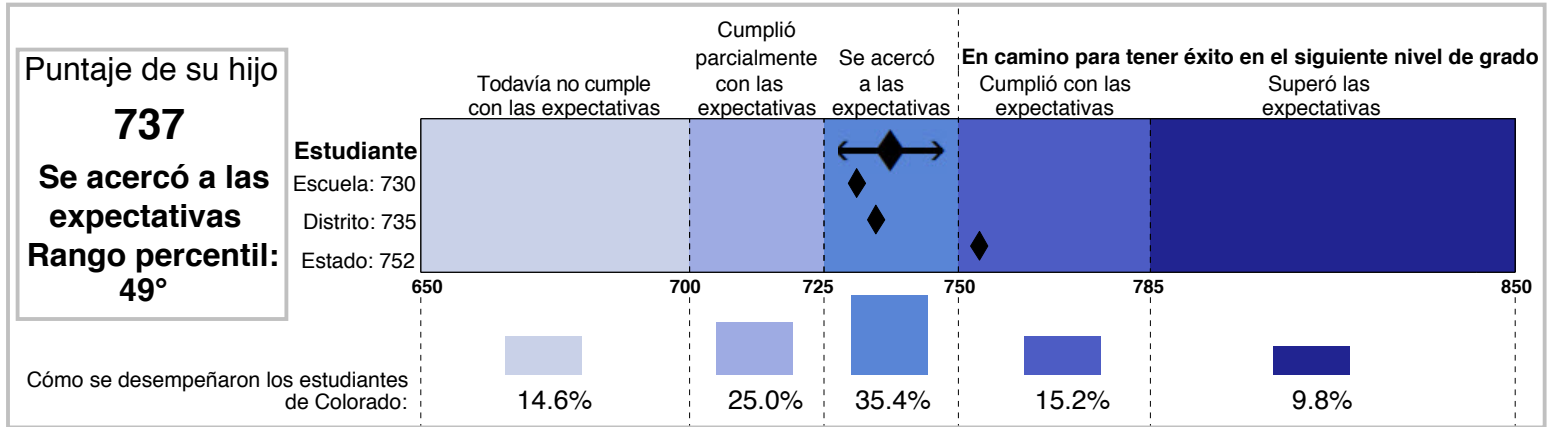 Puntaje de su hijo
737
Se acercó a las
expectativas
Rango percentil:
49°
Todavía no cumple
con las expectativas
Cumplió
parcialmente
con las
expectativas
Se acercó
a las
expectativas
En camino para tener éxito en el siguiente nivel de grado
Cumplió con las
expectativas
Superó las
expectativas
Estudiante
Escuela: 730
Distrito: 735
Estado: 752
650 700 725 750 785 850
Cómo se desempeñaron los estudiantes
de Colorado:
14.6% 25.0% 35.4% 15.2% 9.8%